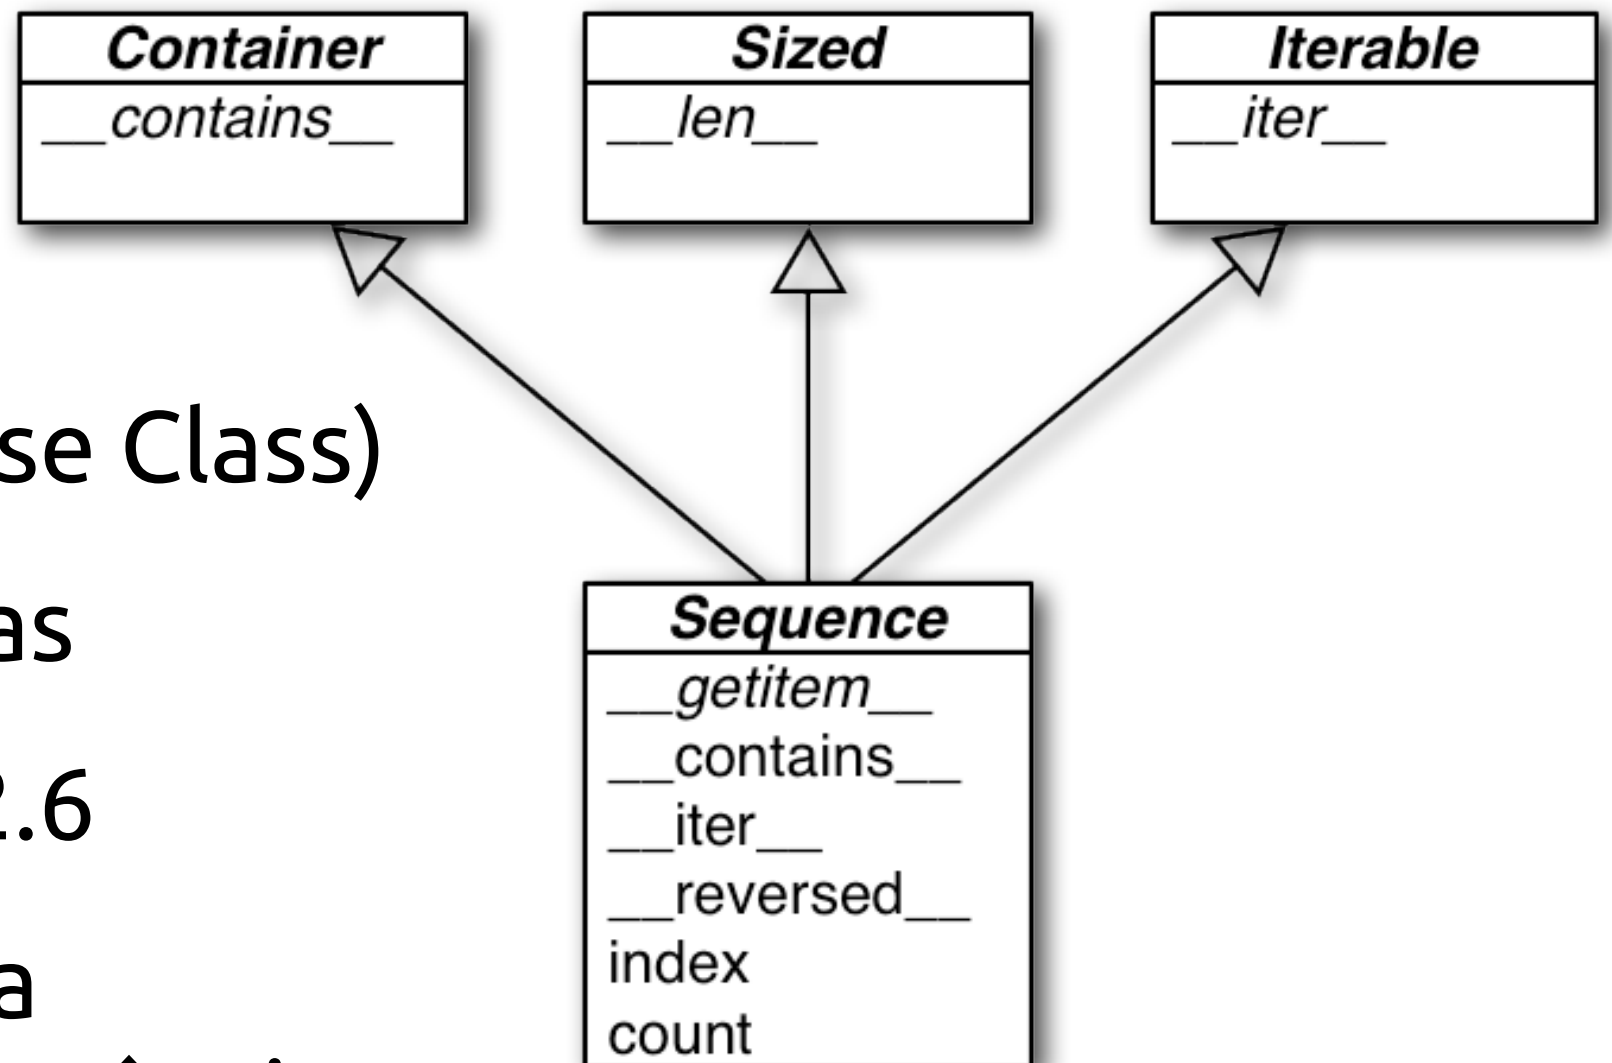 Container
__contains__
Sized
__len__
Iterable
__iter__
se Class)
as
2.6
a
Sequence
__getitem__
__contains__
__iter__
__reversed__
index
count